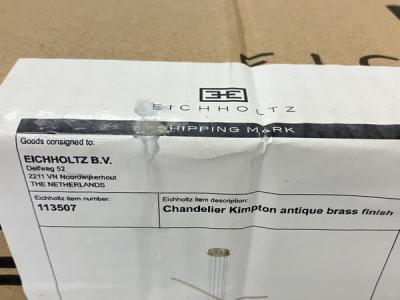 EICHHOLTZ
SHIPPING MARK
Goods consigned to:
EICHHOLTZ B.V.
Delfweg 52
2211 VN Noordwijkerhout
THE NETHERLANDS
Eichholtz item number:
113507
Eichholtz item description:
Chandelier Kimpton antique brass finish